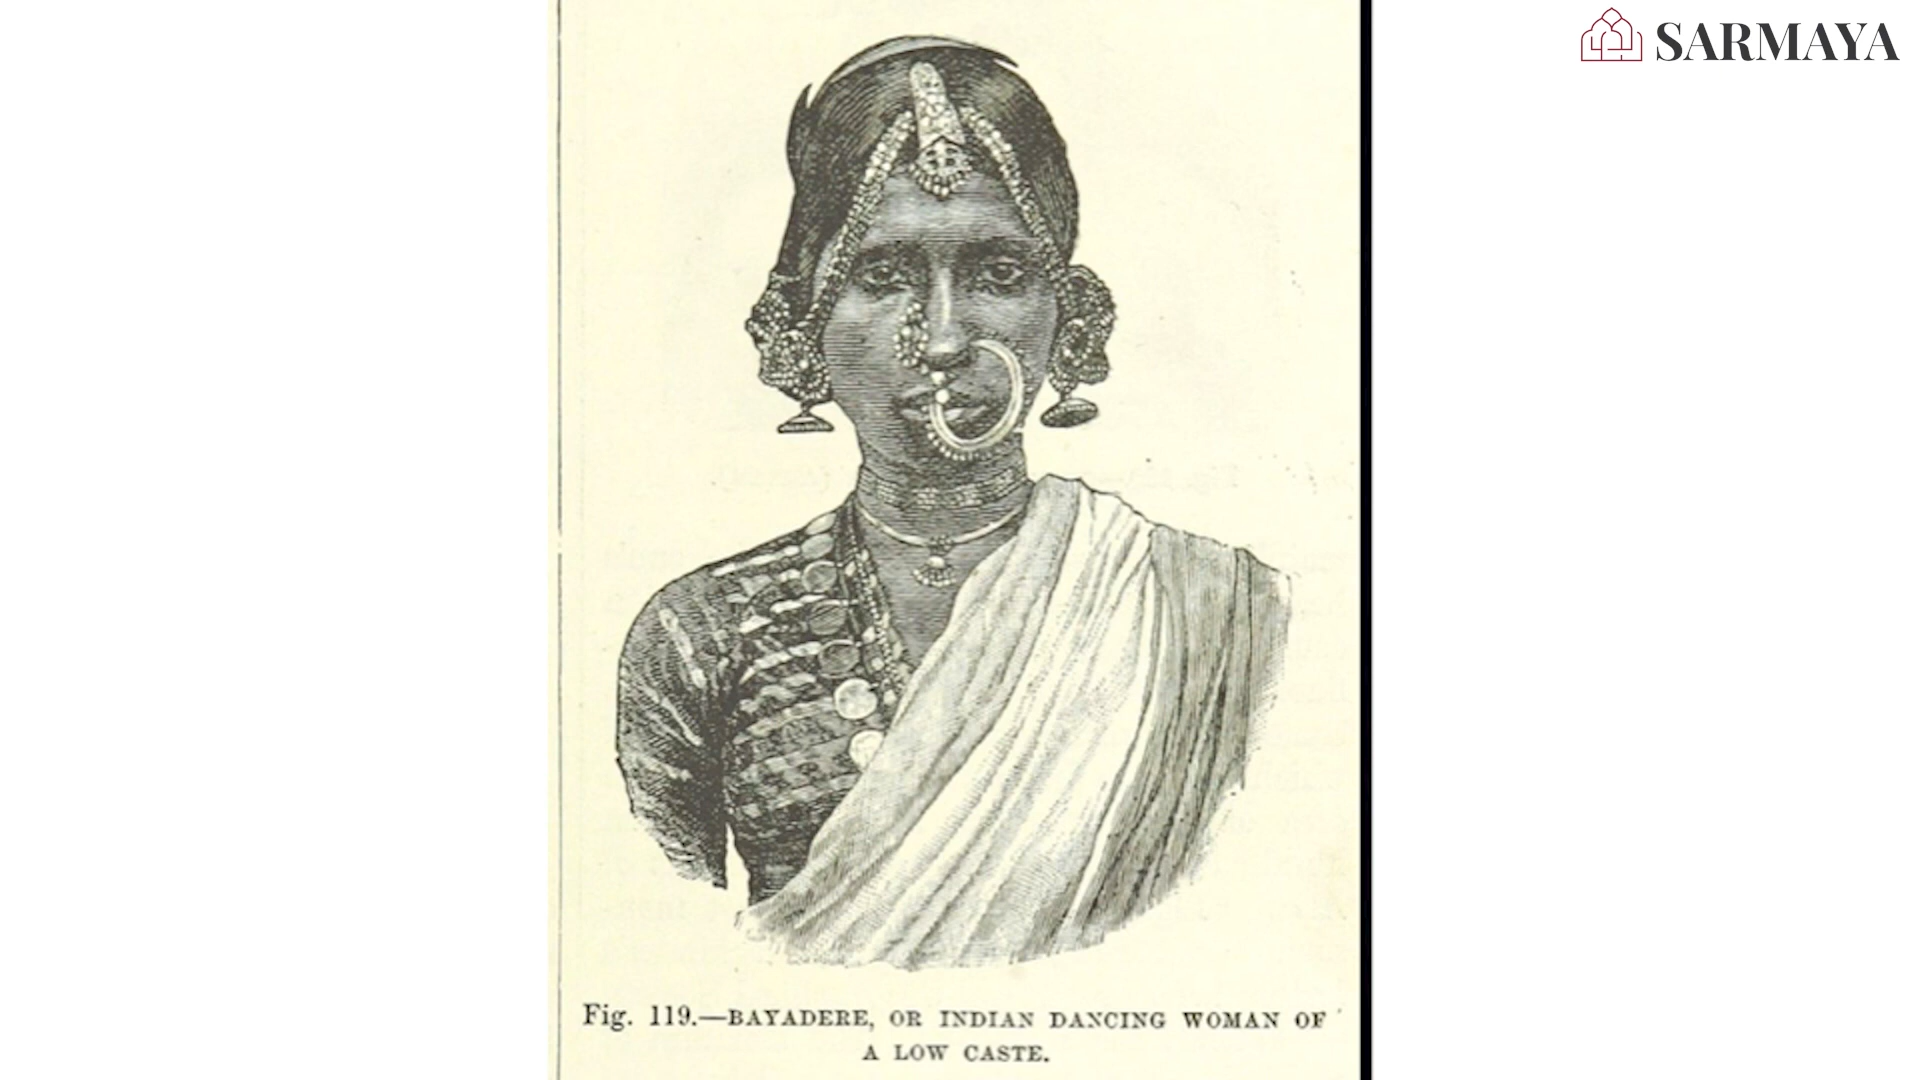 SARMAYA
Fig. 119.—BAYADERE, OR INDIAN DANCING WOMAN OF
A LOW CASTE.